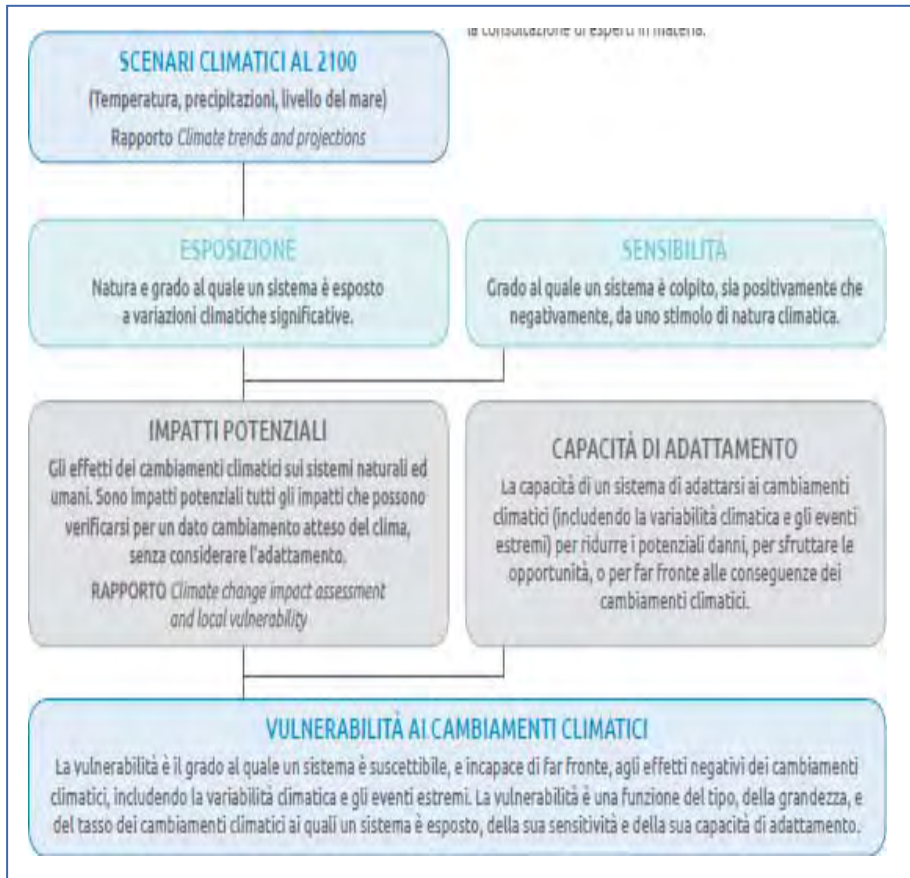 la consultazione di esperti in materia.
SCENARI CLIMATICI AL 2100
(Temperatura, precipitazioni, livello del mare)
Rapporto Climate trends and projections
ESPOSIZIONE
Natura e grado al quale un sistema è esposto
a variazioni climatiche significative.
SENSIBILITÀ
Grado al quale un sistema è colpito, sia positivamente che
negativamente, da uno stimolo di natura climatica.
IMPATTI POTENZIALI
Gli effetti dei cambiamenti climatici sui sistemi naturali ed
umani. Sono impatti potenziali tutti gli impatti che possono
verificarsi per un dato cambiamento atteso del clima,
senza considerare l'adattamento.
RAPPORTO Climate change impact assessment
and local vulnerability
CAPACITÀ DI ADATTAMENTO
La capacità di un sistema di adattarsi ai cambiamenti
climatici (includendo la variabilità climatica e gli eventi
estremi) per ridurre i potenziali danni, per sfruttare le
opportunità, o per far fronte alle conseguenze dei
cambiamenti climatici.
VULNERABILITÀ AI CAMBIAMENTI CLIMATICI
La vulnerabilità è il grado al quale un sistema è suscettibile, e incapace di far fronte, agli effetti negativi dei cambiamenti
climatici, includendo la variabilità climatica e gli eventi estremi. La vulnerabilità è una funzione del tipo, della grandezza, e
del tasso dei cambiamenti climatici ai quali un sistema è esposto, della sua sensitività e della sua capacità di adattamento.